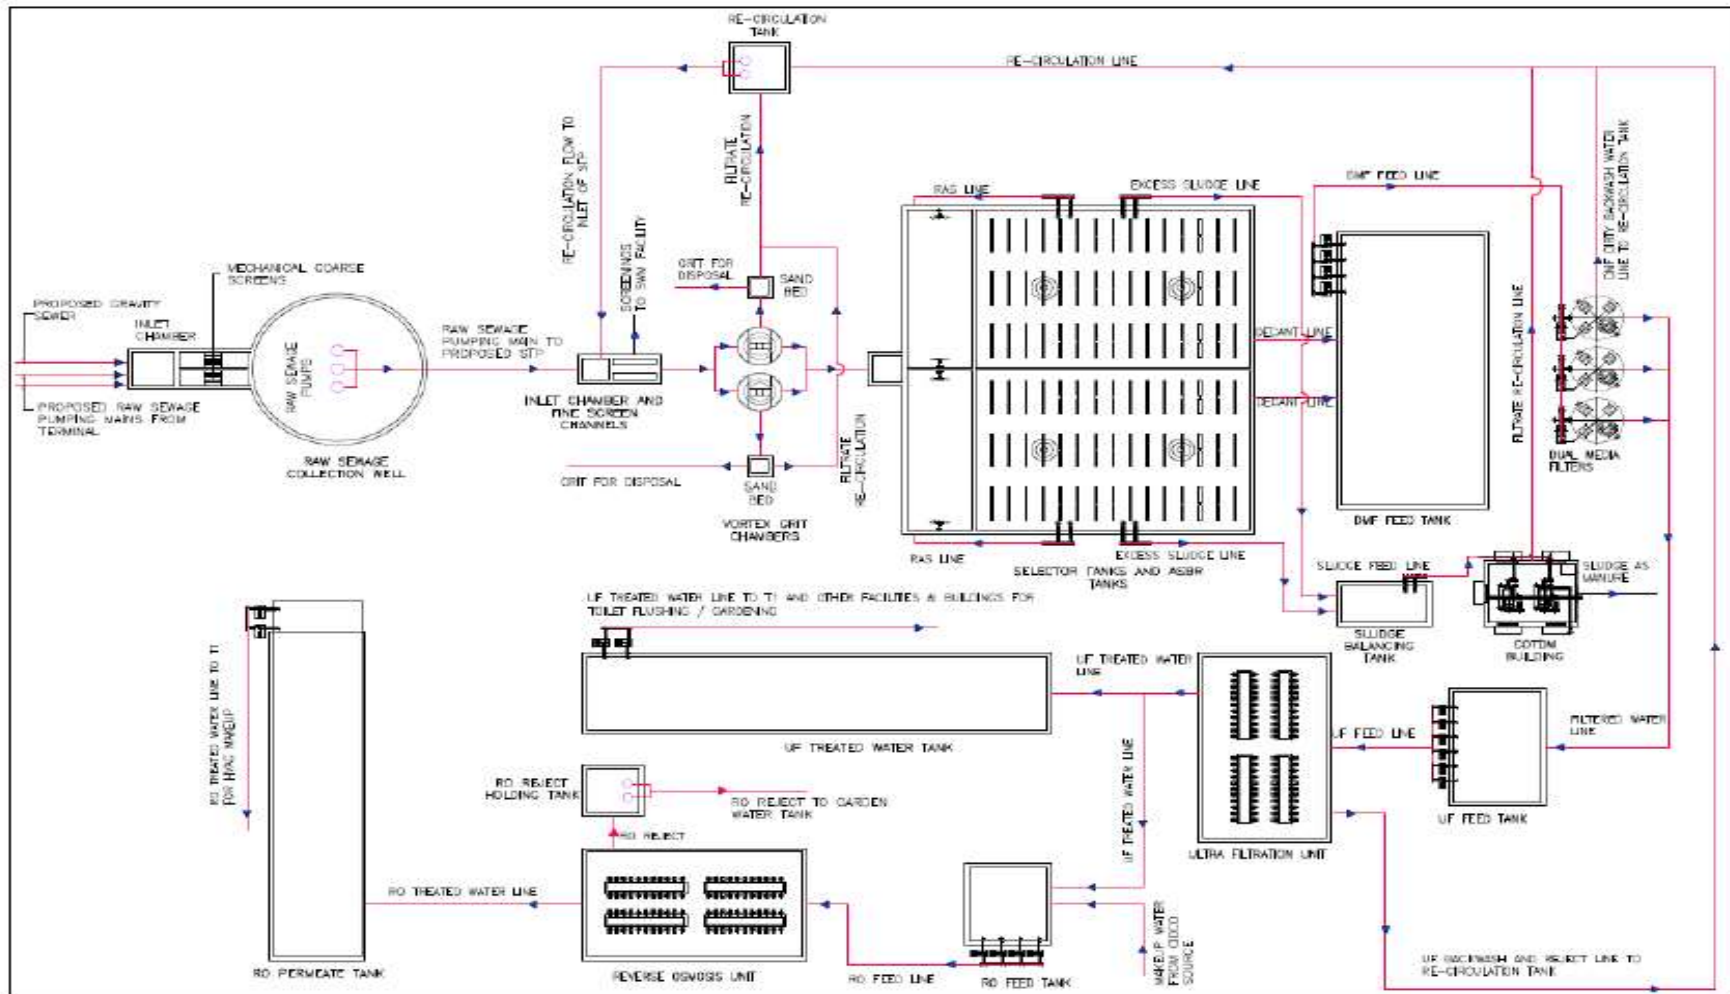 RE-CIRCULATION
TANK
RE-CIRCULATION LINE
RE-CIRCULATION FLOW TO
INLET OF STP
FILTRATE
RE-CIRCULATION
SCREENINGS
TO SWM FACILITY
MECHANICAL COARSE
SCREENS
PROPOSED GRAVITY
SEWER
INLET
CHAMBER
RAW SEWAGE
PUMPS
PROPOSED RAW SEWAGE
PUMPING MAINS FROM
TERMINAL
RAW SEWAGE
COLLECTION WELL
RAW SEWAGE
PUMPING MAIN TO
PROPOSED STP
INLET CHAMBER AND
FINE SCREEN
CHANNELS
GRIT FOR
DISPOSAL
SAND
BED
GRIT FOR DISPOSAL
SAND
BED
VORTEX GRIT
CHAMBERS
FILTRATE
RE-CIRCULATION
RAS LINE
EXCESS SLUDGE LINE
DECANT LINE
DECANT LINE
RAS LINE
EXCESS SLUDGE LINE
SELECTOR TANKS AND ASBR
TANKS
DMF FEED LINE
DMF FEED TANK
FILTRATE RE-CIRCULATION LINE
DMF DIRTY BACKWASH WATER
LINE TO RE-CIRCULATION TANK
DUAL MEDIA
FILTERS
SLUDGE FEED LINE
SLUDGE
BALANCING
TANK
BUILDING
SLUDGE AS
MANURE
FILTERED WATER
LINE
UF FEED TANK
UF FEED LINE
ULTRA FILTRATION UNIT
UF TREATED WATER
LINE
UF TREATED WATER LINE TO T1 AND OTHER FACILITIES & BUILDINGS FOR
TOILET FLUSHING / GARDENING
UF TREATED WATER TANK
UF TREATED WATER LINE
RO REJECT
HOLDING TANK
RO REJECT TO GARDEN
WATER TANK
RO REJECT
RO TREATED WATER LINE TO T1
FOR HVAC MAKEUP
RO TREATED WATER LINE
RO PERMEATE TANK
REVERSE OSMOSIS UNIT
RO FEED LINE
RO FEED TANK
MAKEUP WATER
FROM CIDCO
SOURCE
UF BACKWASH AND REJECT LINE TO
RE-CIRCULATION TANK